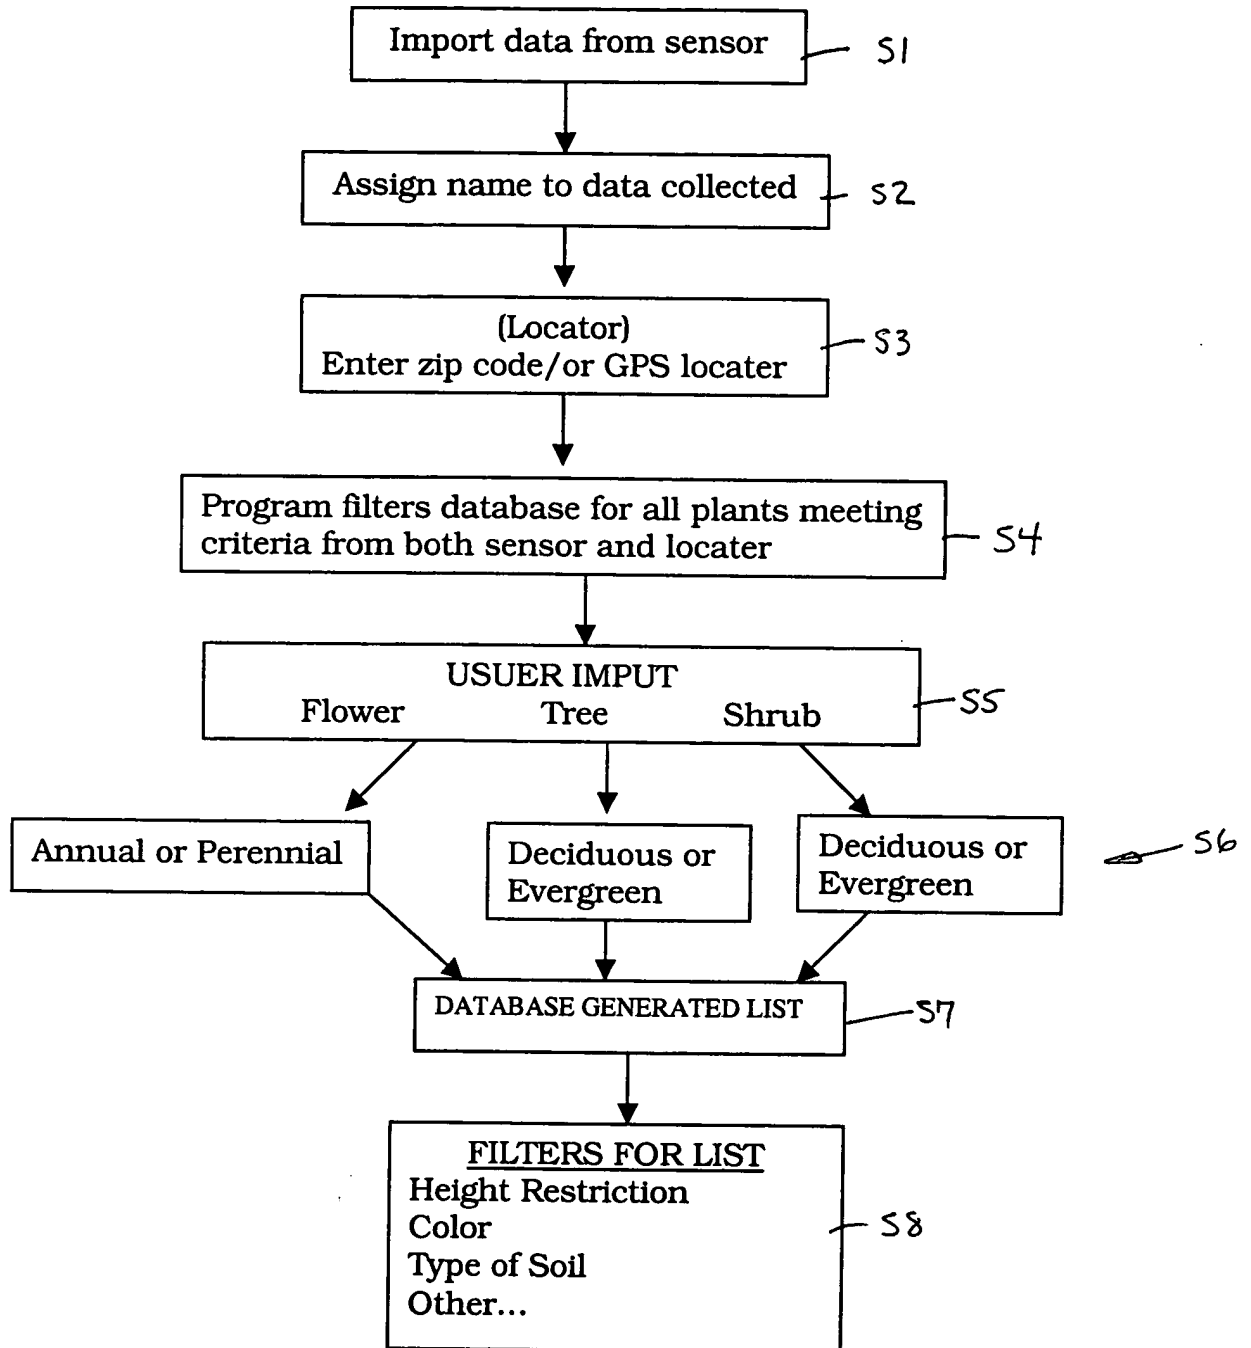 Import data from sensor
S1
Assign name to data collected
S2
(Locator)
Enter zip code/or GPS locater
S3
Program filters database for all plants meeting
criteria from both sensor and locater
S4
USUER IMPUT
Flower Tree Shrub
S5
Annual or Perennial
Deciduous or
Evergreen
Deciduous or
Evergreen
S6
DATABASE GENERATED LIST
S7
FILTERS FOR LIST
Height Restriction
Color
Type of Soil
Other...
S8